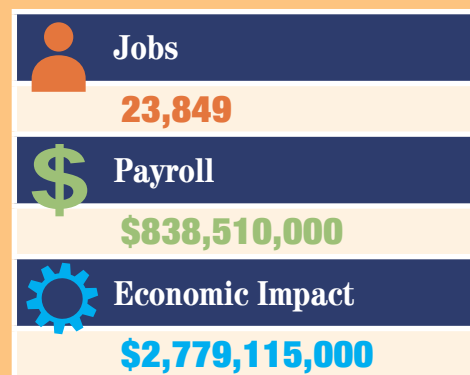 Jobs
23,849
Payroll
$838,510,000
Economic Impact
$2,779,115,000